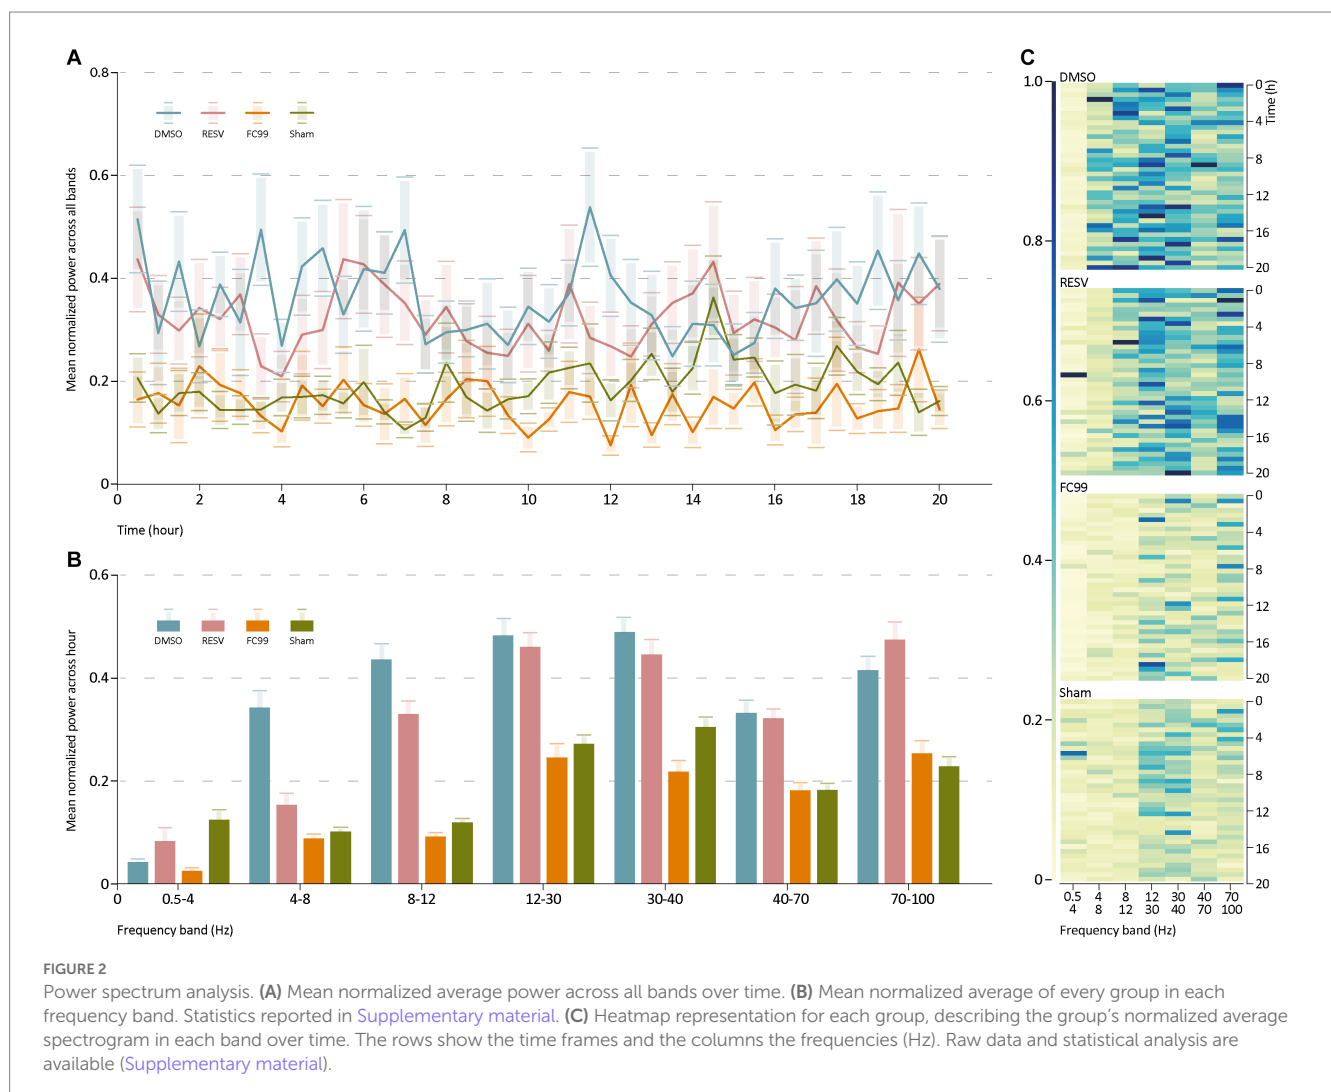 A
0.8
0.6
0.4
0.2
0
Mean normalized power across all bands
DMSO RESV FC99 Sham
0 2 4 6 8 10 12 14 16 18 20
Time (hour)
B
0.6
0.4
0.2
0
Mean normalized power across hour
DMSO RESV FC99 Sham
0 0.5-4 4-8 8-12 12-30 30-40 40-70 70-100
Frequency band (Hz)
C
1.0
0.8
0.6
0.4
0.2
0
DMSO
0
4
8
12
16
20
Time (h)
RESV
0
4
8
12
16
20
FC99
0
4
8
12
16
20
Sham
0
4
8
12
16
20
0.5 4 8 12 30 40 70
4 8 12 30 40 70 100
Frequency band (Hz)
FIGURE 2
Power spectrum analysis. (A) Mean normalized average power across all bands over time. (B) Mean normalized average of every group in each
frequency band. Statistics reported in Supplementary material. (C) Heatmap representation for each group, describing the group's normalized average
spectrogram in each band over time. The rows show the time frames and the columns the frequencies (Hz). Raw data and statistical analysis are
available (Supplementary material).